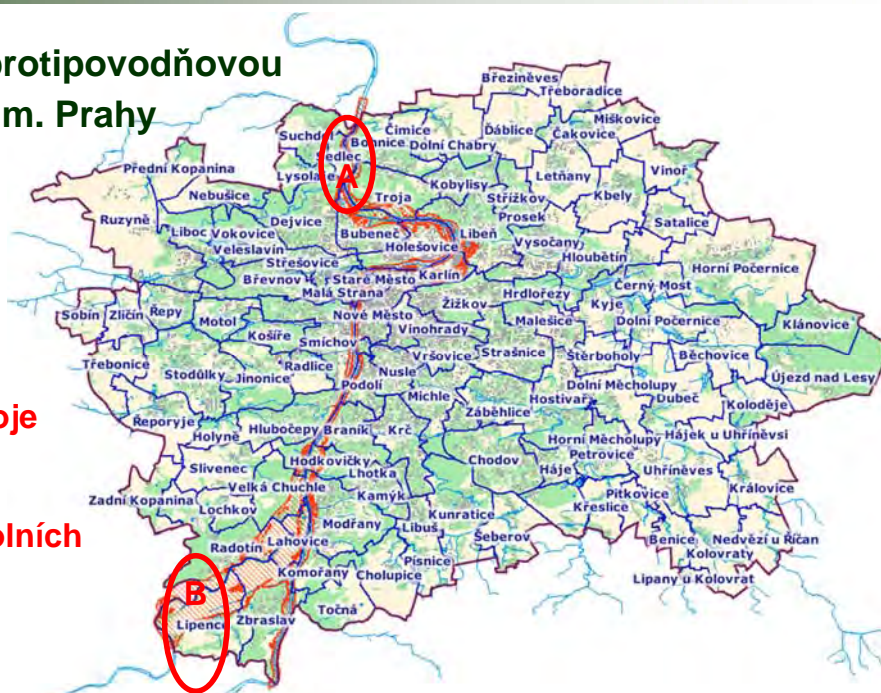 protipovodňovou
m. Prahy
Březiněves
Třeboradice
Miškovice
Suchdol
Čimice
Bohnice
Dolní Chabry
Ďáblice
Čakovice
Sedlec
Přední Kopanina
Lysolaje
A
Kobylisy
Letňany
Vinoř
Nebušice
Troja
Střížkov
Kbely
Ruzyně
Dejvice
Prosek
Satalice
Liboc
Vokovice
Bubeneč
Libeň
Veleslavín
Holešovice
Vysočany
Střešovice
Hloubětín
Horní Počernice
Břevnov
Staré Město
Karlín
Černý Most
Malá Strana
Hrdlořezy
Sobín
Zličín
Řepy
Žižkov
Kyje
Motol
Nové Město
Malešice
Dolní Počernice
Klánovice
Košíře
Vinohrady
Smíchov
Třebonice
Radlice
Vršovice
Strašnice
Štěrboholy
Běchovice
Stodůlky
Jinonice
Nusle
Újezd nad Lesy
Podolí
Dolní Měcholupy
Michle
Hostivař
Dubeč
Koloděje
oje
Záběhlice
Řeporyje
Hlubočepy
Braník
Krč
Holyně
Horní Měcholupy
Hájek u Uhříněvsi
Hodkovičky
Chodov
Petrovice
Slivenec
Lhotka
Háje
Uhříněves
Velká Chuchle
Královice
Zadní Kopanina
Kamýk
Pitkovice
Lochkov
Křeslice
Kunratice
Modřany
Libuš
olních
Lahovice
Šeberov
Benice
Nedvězí u Říčan
Radotín
Kolovraty
Písnice
Komořany
Cholupice
Lipany u Kolovrat
B
Točná
Zbraslav
Lipence